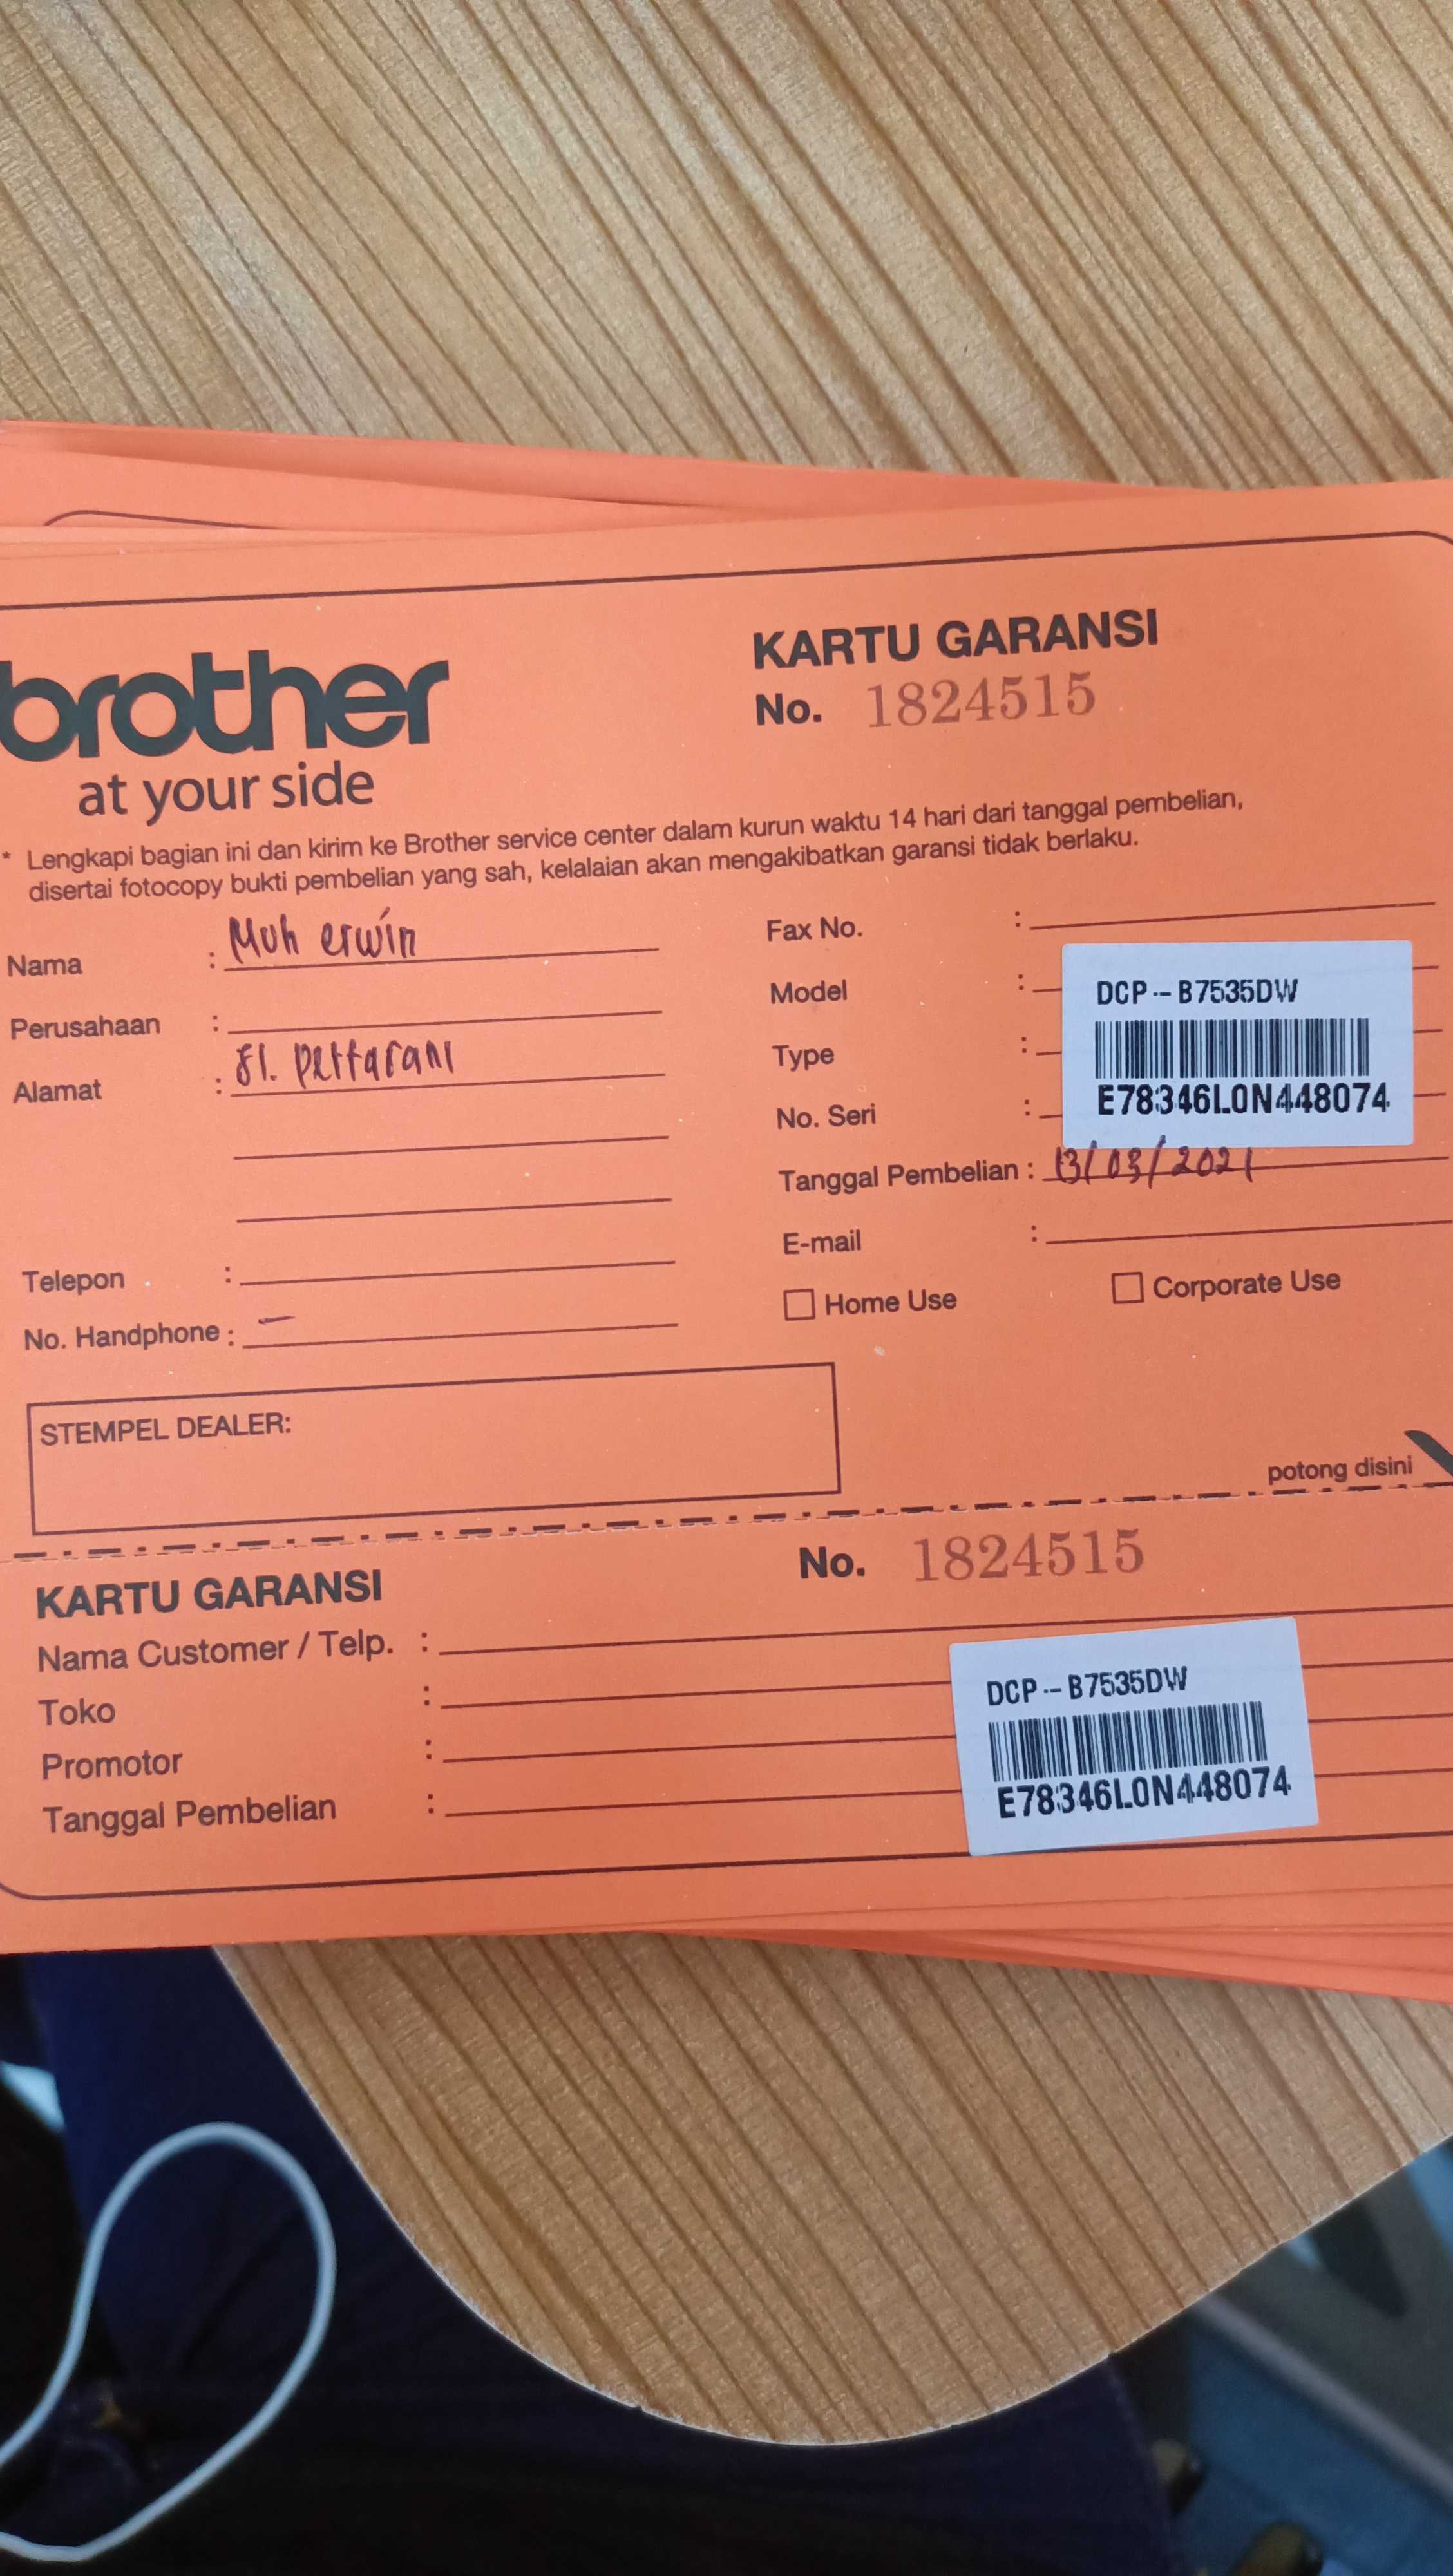 brother
at your side
KARTU GARANSI
No. 1824515
* Lengkapi bagian ini dan kirim ke Brother service center dalam kurun waktu 14 hari dari tanggal pembelian,
disertai fotocopy bukti pembelian yang sah, kelalaian akan mengakibatkan garansi tidak berlaku.
Nama : Muh erwin
Perusahaan :
Alamat : Jl. Pettarani
Telepon :
No. Handphone : –
Fax No. :
Model :
Type :
No. Seri :
DCP-B7535DW
E78346L0N448074
Tanggal Pembelian : 13/03/2021
E-mail :
Home Use
Corporate Use
STEMPEL DEALER:
potong disini
KARTU GARANSI
No. 1824515
Nama Customer / Telp. :
Toko :
Promotor :
Tanggal Pembelian :
DCP-B7535DW
E78346L0N448074